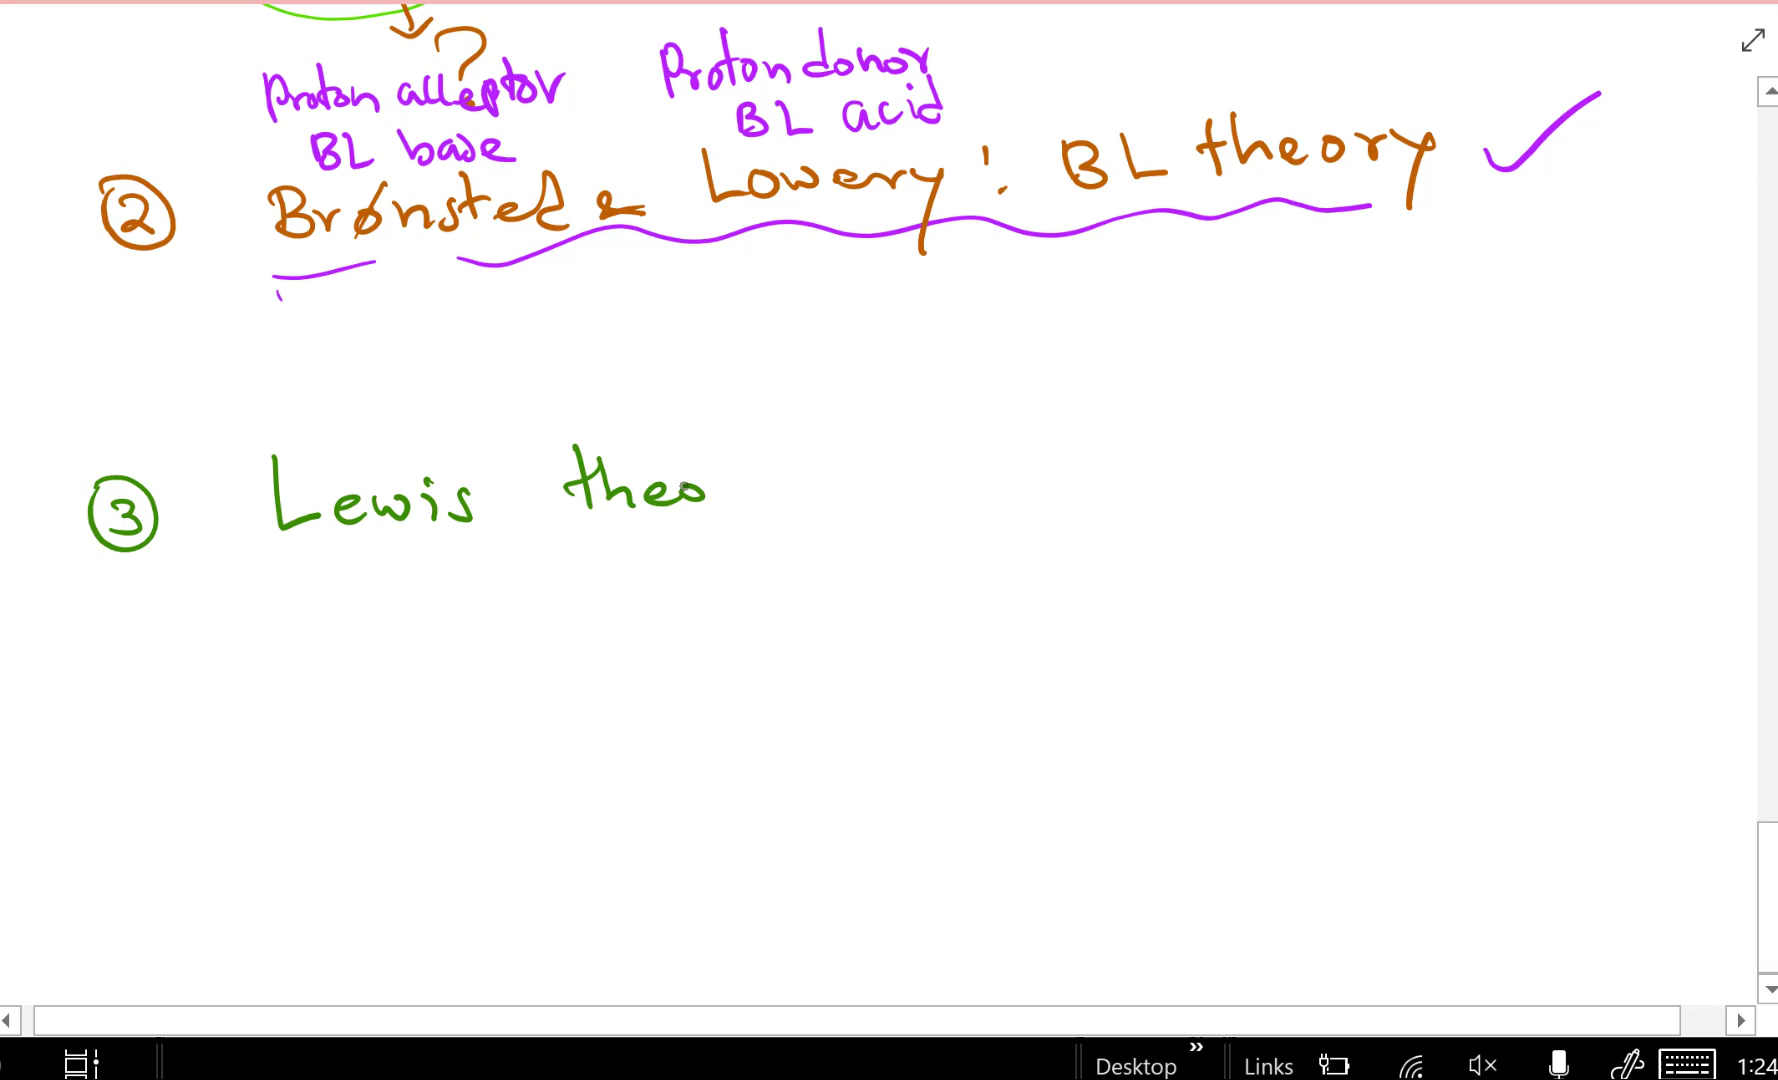 ?
Proton alleptor Proton donor
BL base BL acid
② Brønsted & Lowery : BL theory ✓
③ Lewis theo
Desktop » Links 1:24